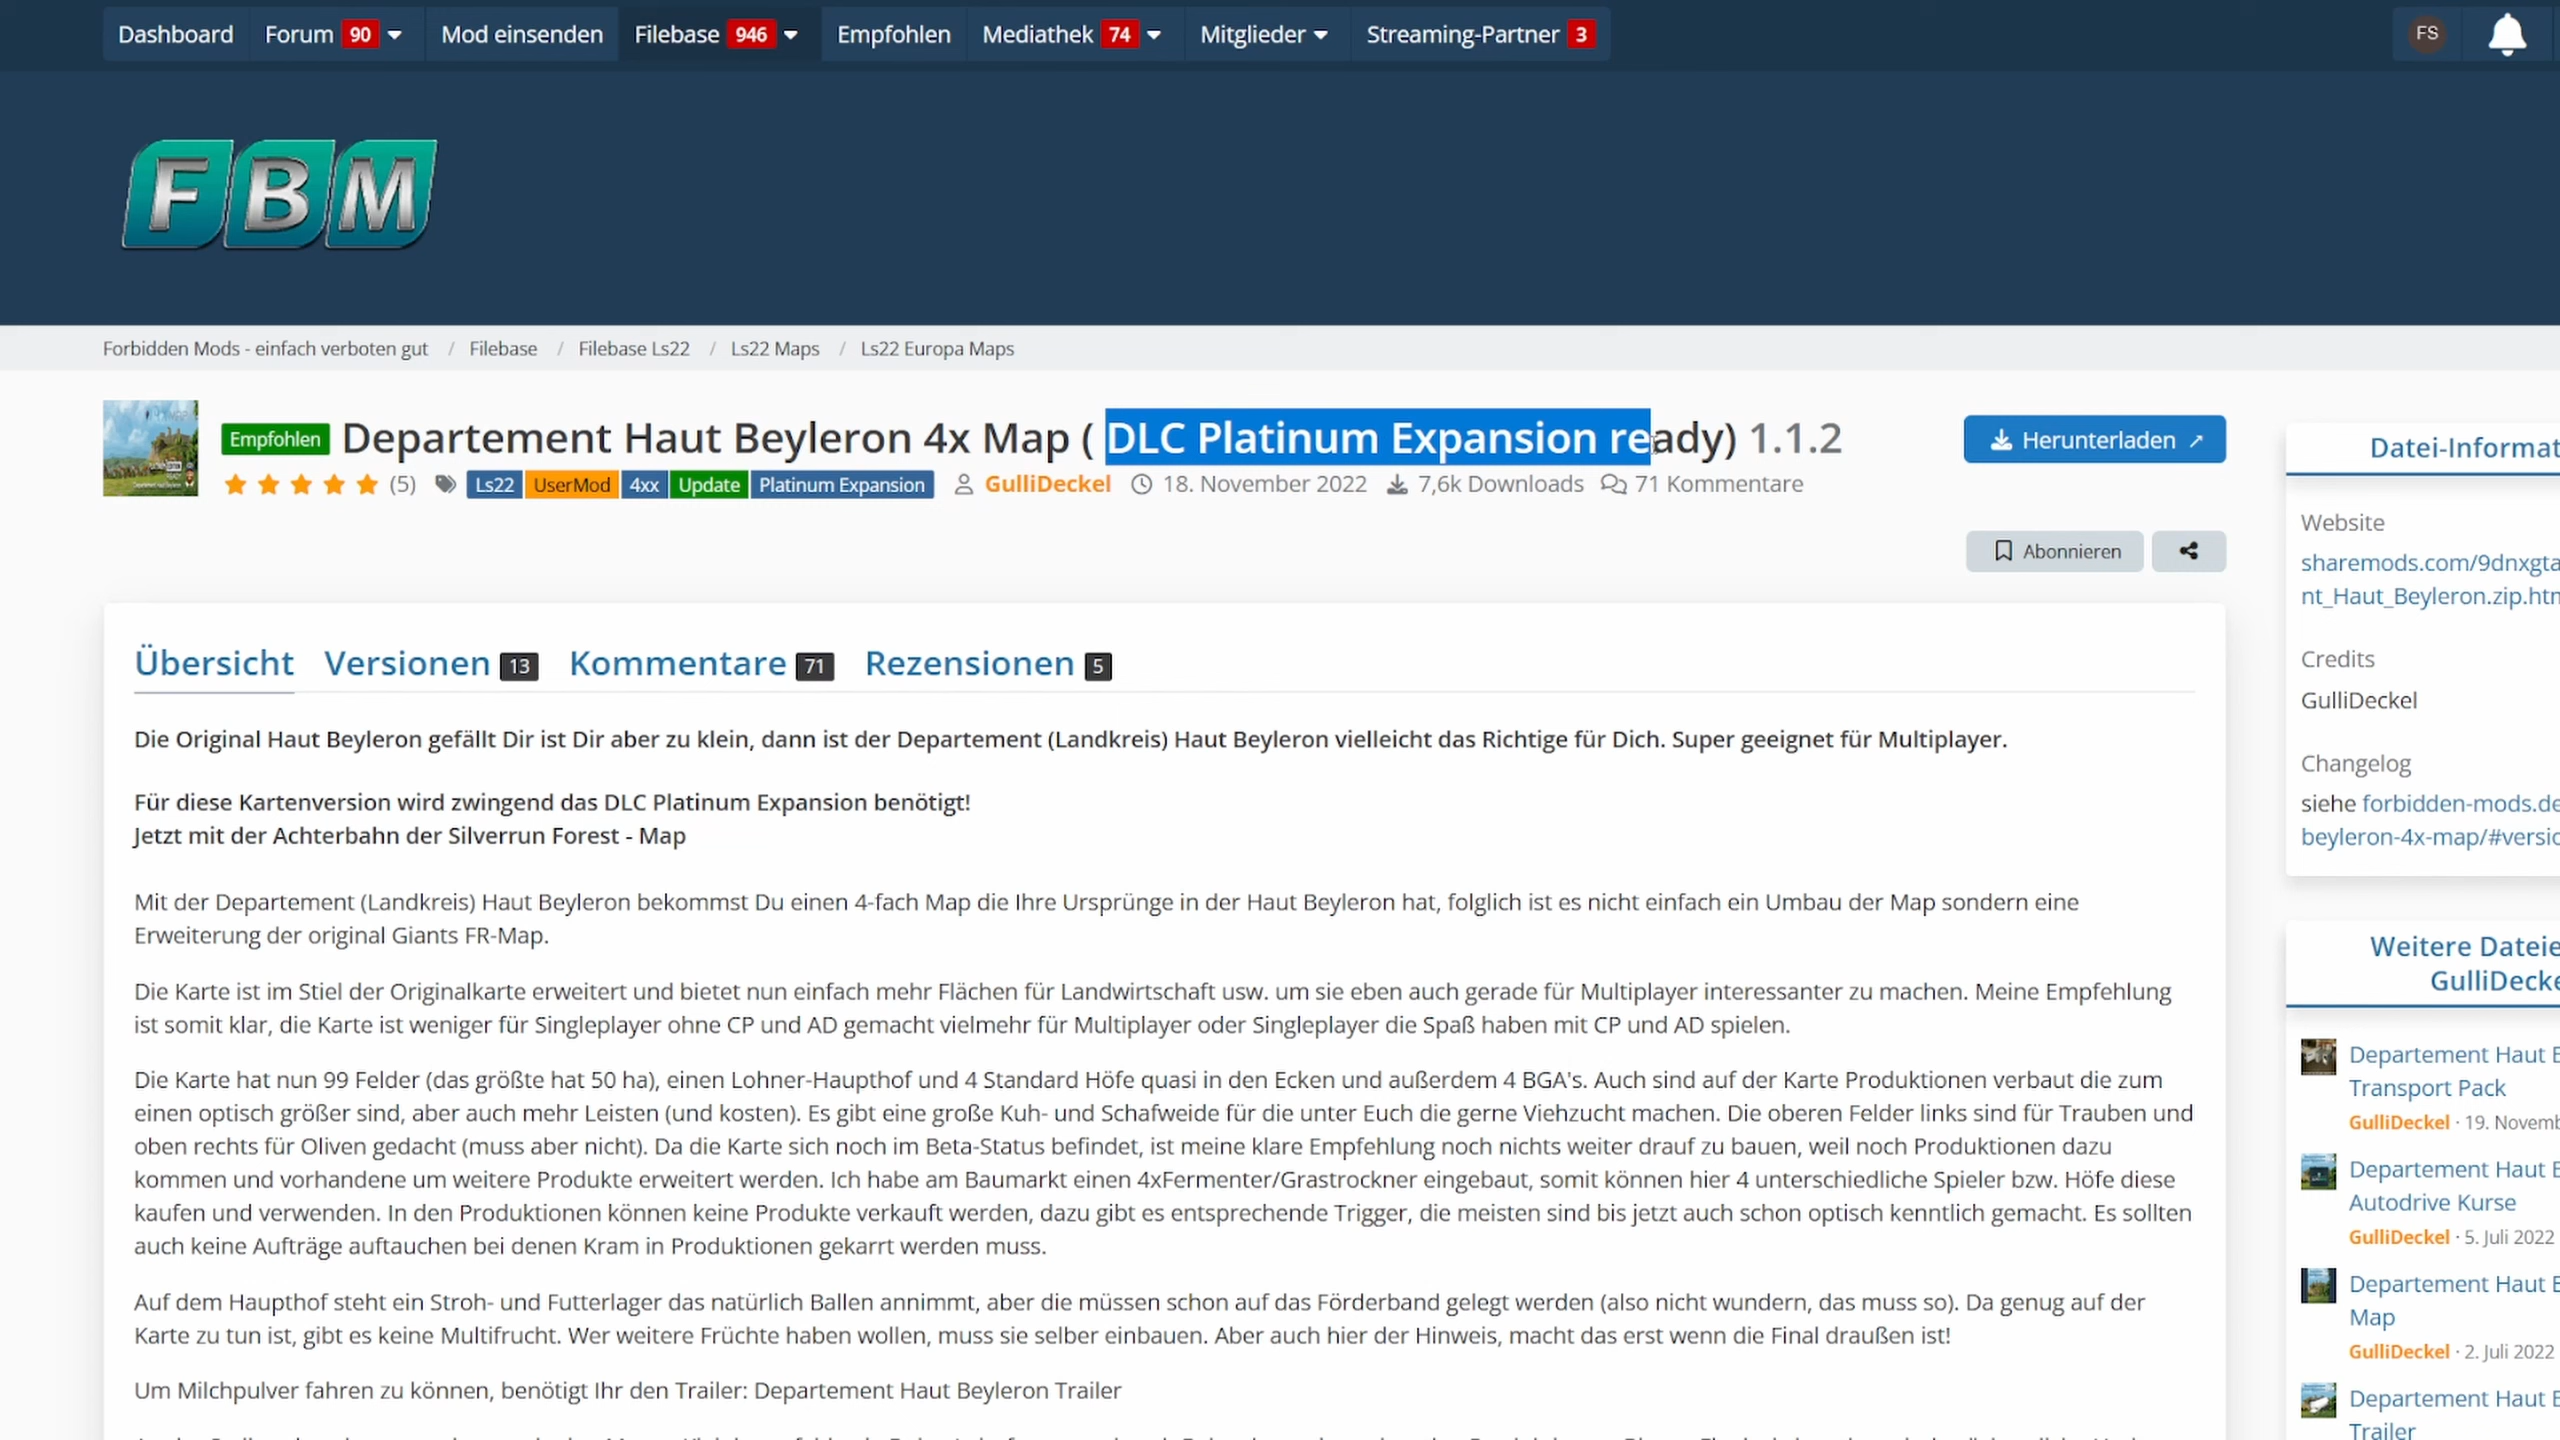 Dashboard Forum 90 Mod einsenden Filebase 946 Empfohlen Mediathek 74 Mitglieder Streaming-Partner 3 FS
FBM
Forbidden Mods - einfach verboten gut / Filebase / Filebase Ls22 / Ls22 Maps / Ls22 Europa Maps
Empfohlen Departement Haut Beyleron 4x Map ( DLC Platinum Expansion ready) 1.1.2
Herunterladen
(5) Ls22 UserMod 4xx Update Platinum Expansion GulliDeckel 18. November 2022 7,6k Downloads 71 Kommentare
Abonnieren
Übersicht Versionen 13 Kommentare 71 Rezensionen 5
Die Original Haut Beyleron gefällt Dir ist Dir aber zu klein, dann ist der Departement (Landkreis) Haut Beyleron vielleicht das Richtige für Dich. Super geeignet für Multiplayer.
Für diese Kartenversion wird zwingend das DLC Platinum Expansion benötigt!
Jetzt mit der Achterbahn der Silverrun Forest - Map
Mit der Departement (Landkreis) Haut Beyleron bekommst Du einen 4-fach Map die Ihre Ursprünge in der Haut Beyleron hat, folglich ist es nicht einfach ein Umbau der Map sondern eine
Erweiterung der original Giants FR-Map.
Die Karte ist im Stiel der Originalkarte erweitert und bietet nun einfach mehr Flächen für Landwirtschaft usw. um sie eben auch gerade für Multiplayer interessanter zu machen. Meine Empfehlung
ist somit klar, die Karte ist weniger für Singleplayer ohne CP und AD gemacht vielmehr für Multiplayer oder Singleplayer die Spaß haben mit CP und AD spielen.
Die Karte hat nun 99 Felder (das größte hat 50 ha), einen Lohner-Haupthof und 4 Standard Höfe quasi in den Ecken und außerdem 4 BGA's. Auch sind auf der Karte Produktionen verbaut die zum
einen optisch größer sind, aber auch mehr Leisten (und kosten). Es gibt eine große Kuh- und Schafweide für die unter Euch die gerne Viehzucht machen. Die oberen Felder links sind für Trauben und
oben rechts für Oliven gedacht (muss aber nicht). Da die Karte sich noch im Beta-Status befindet, ist meine klare Empfehlung noch nichts weiter drauf zu bauen, weil noch Produktionen dazu
kommen und vorhandene um weitere Produkte erweitert werden. Ich habe am Baumarkt einen 4xFermenter/Grastrockner eingebaut, somit können hier 4 unterschiedliche Spieler bzw. Höfe diese
kaufen und verwenden. In den Produktionen können keine Produkte verkauft werden, dazu gibt es entsprechende Trigger, die meisten sind bis jetzt auch schon optisch kenntlich gemacht. Es sollten
auch keine Aufträge auftauchen bei denen Kram in Produktionen gekarrt werden muss.
Auf dem Haupthof steht ein Stroh- und Futterlager das natürlich Ballen annimmt, aber die müssen schon auf das Förderband gelegt werden (also nicht wundern, das muss so). Da genug auf der
Karte zu tun ist, gibt es keine Multifrucht. Wer weitere Früchte haben wollen, muss sie selber einbauen. Aber auch hier der Hinweis, macht das erst wenn die Final draußen ist!
Um Milchpulver fahren zu können, benötigt Ihr den Trailer: Departement Haut Beyleron Trailer
Datei-Informat
Website
sharemods.com/9dnxgta
nt_Haut_Beyleron.zip.htm
Credits
GulliDeckel
Changelog
siehe forbidden-mods.de
beyleron-4x-map/#versio
Weitere Dateie
GulliDecke
Departement Haut B
Transport Pack
GulliDeckel · 19. Novemb
Departement Haut B
Autodrive Kurse
GulliDeckel · 5. Juli 2022
Departement Haut B
Map
GulliDeckel · 2. Juli 2022
Departement Haut B
Trailer